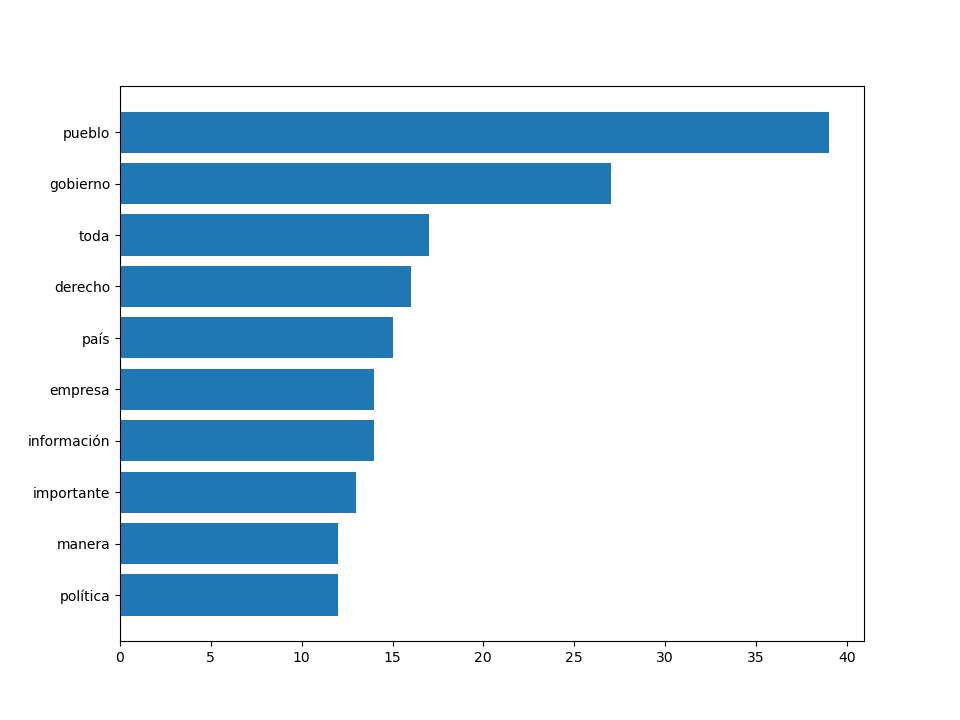 pueblo
gobierno
toda
derecho
país
empresa
información
importante
manera
política
0 5 10 15 20 25 30 35 40